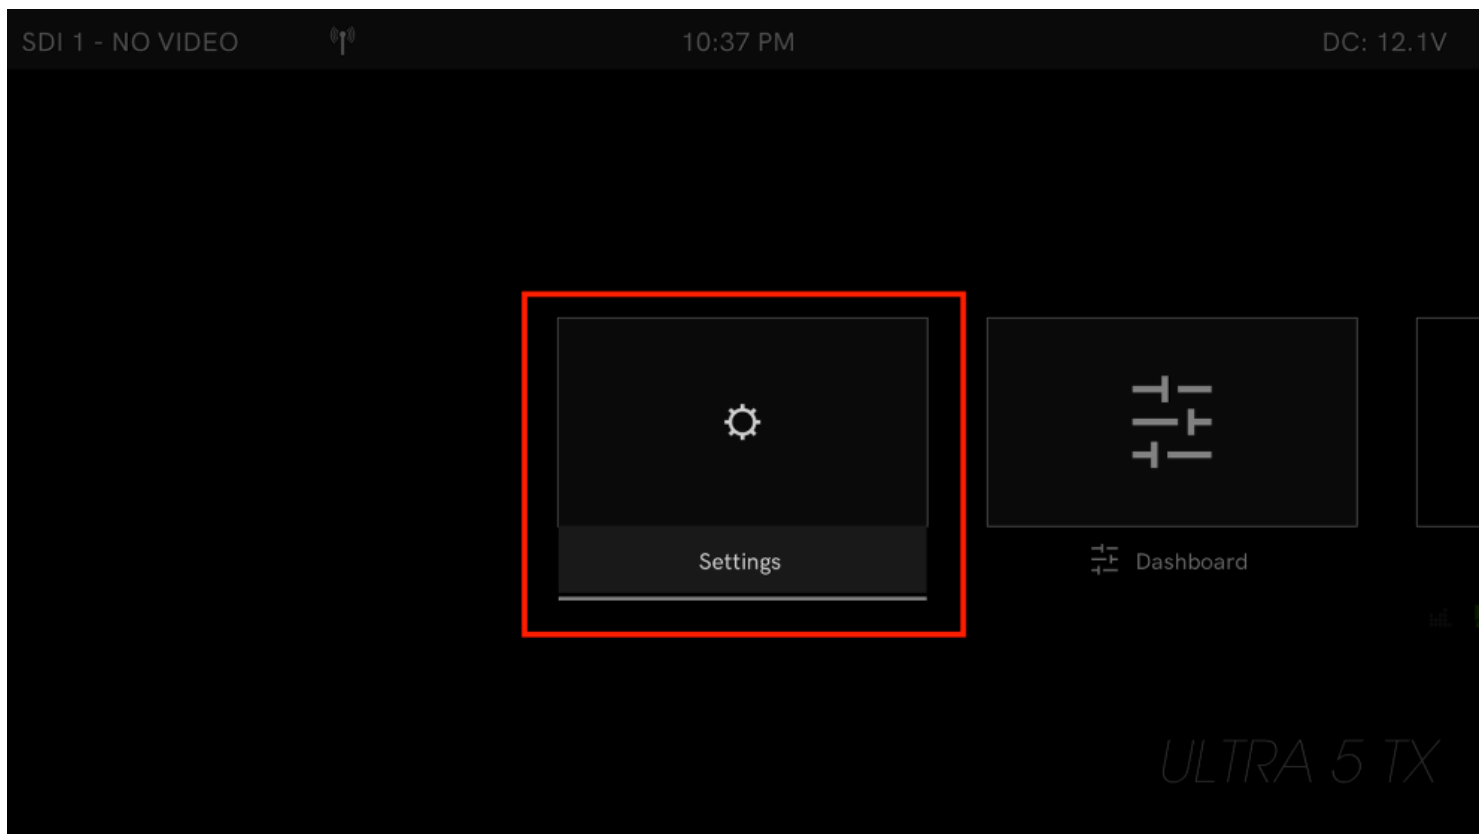 SDI 1 - NO VIDEO
10:37 PM
DC: 12.1V
Settings
Dashboard
ULTRA 5 TX